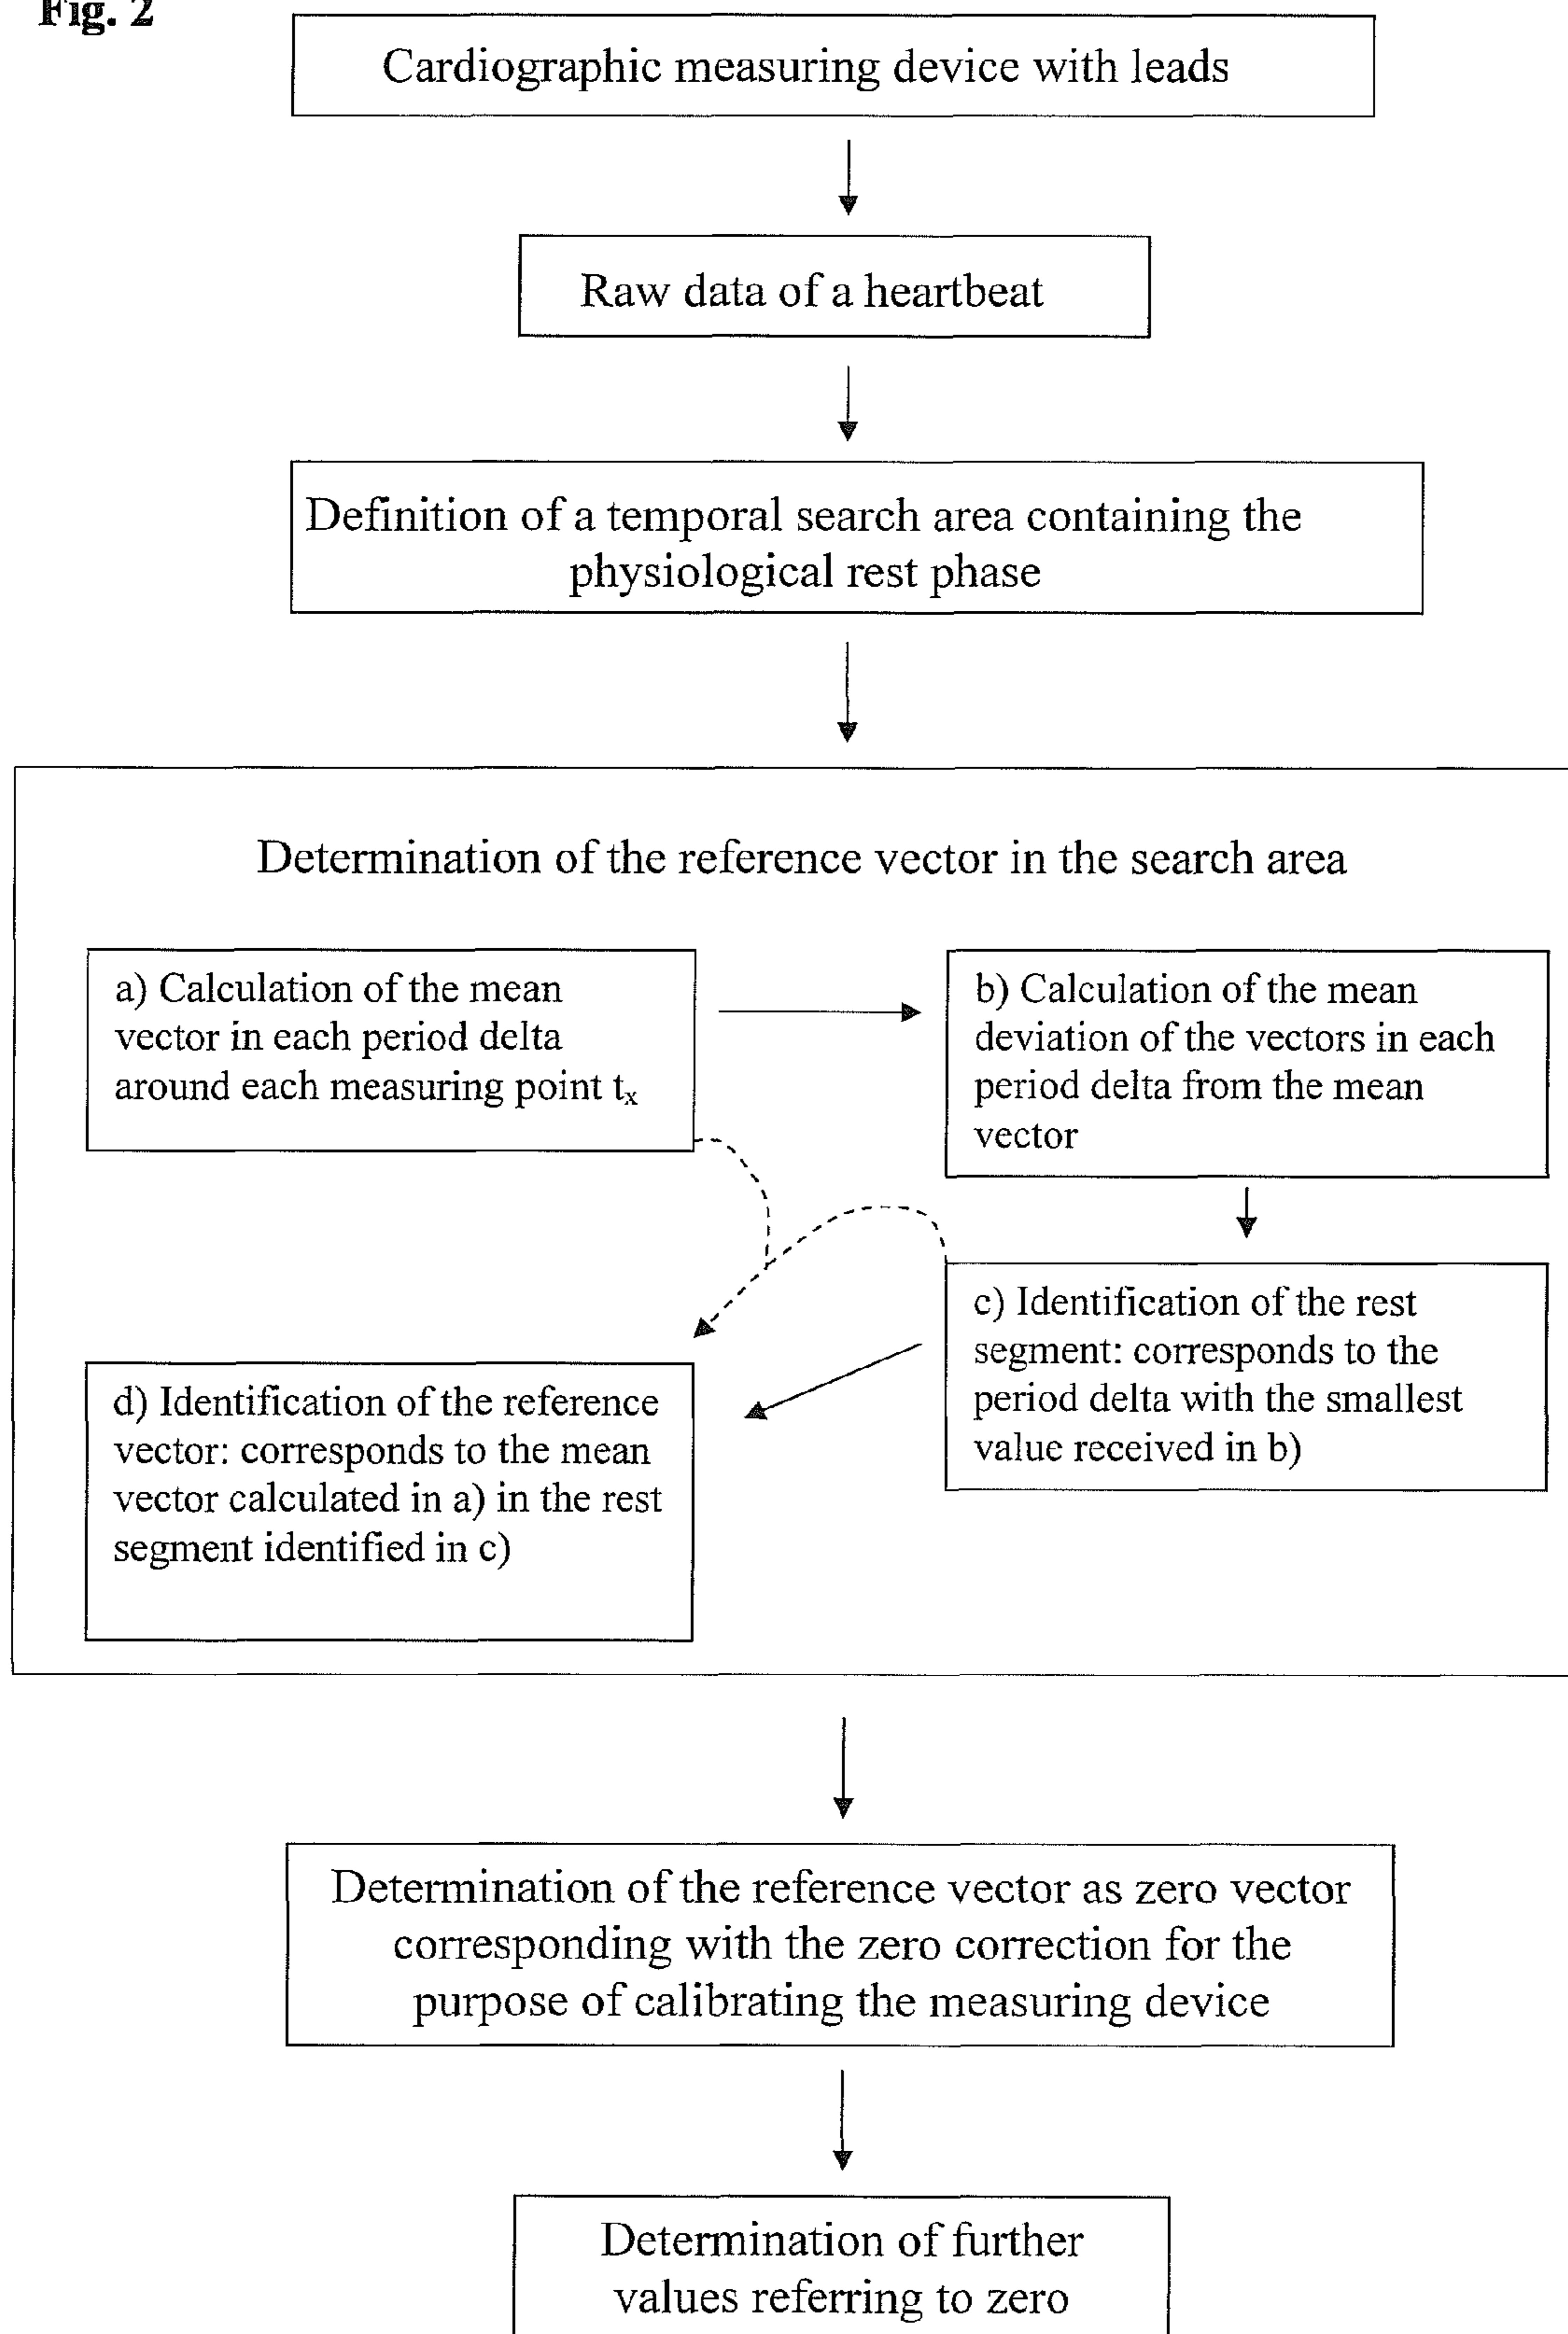 Fig. 2
Cardiographic measuring device with leads
Raw data of a heartbeat
Definition of a temporal search area containing the
physiological rest phase
Determination of the reference vector in the search area
a) Calculation of the mean
vector in each period delta
around each measuring point tₓ
b) Calculation of the mean
deviation of the vectors in each
period delta from the mean
vector
c) Identification of the rest
segment: corresponds to the
period delta with the smallest
value received in b)
d) Identification of the reference
vector: corresponds to the mean
vector calculated in a) in the rest
segment identified in c)
Determination of the reference vector as zero vector
corresponding with the zero correction for the
purpose of calibrating the measuring device
Determination of further
values referring to zero